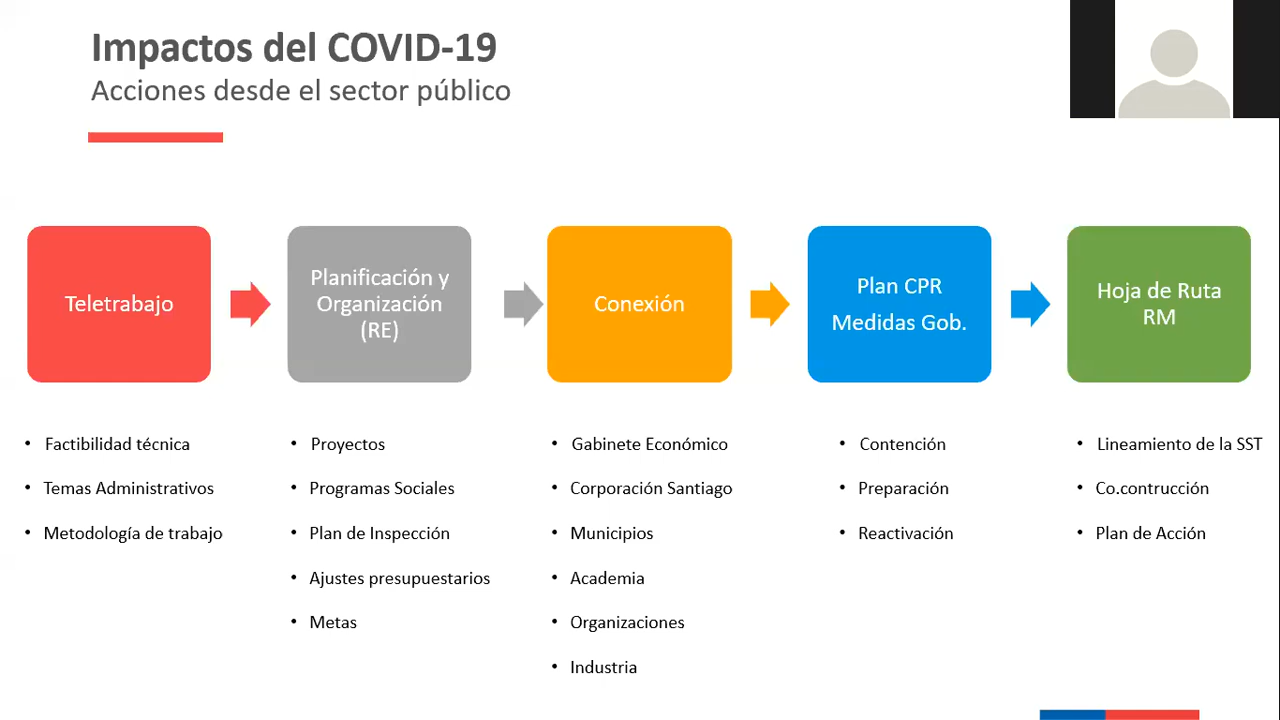 Impactos del COVID-19
Acciones desde el sector público
Teletrabajo
Planificación y
Organización
(RE)
Conexión
Plan CPR
Medidas Gob.
Hoja de Ruta
RM
• Factibilidad técnica
• Temas Administrativos
• Metodología de trabajo
• Proyectos
• Programas Sociales
• Plan de Inspección
• Ajustes presupuestarios
• Metas
• Gabinete Económico
• Corporación Santiago
• Municipios
• Academia
• Organizaciones
• Industria
• Contención
• Preparación
• Reactivación
• Lineamiento de la SST
• Co.contrucción
• Plan de Acción